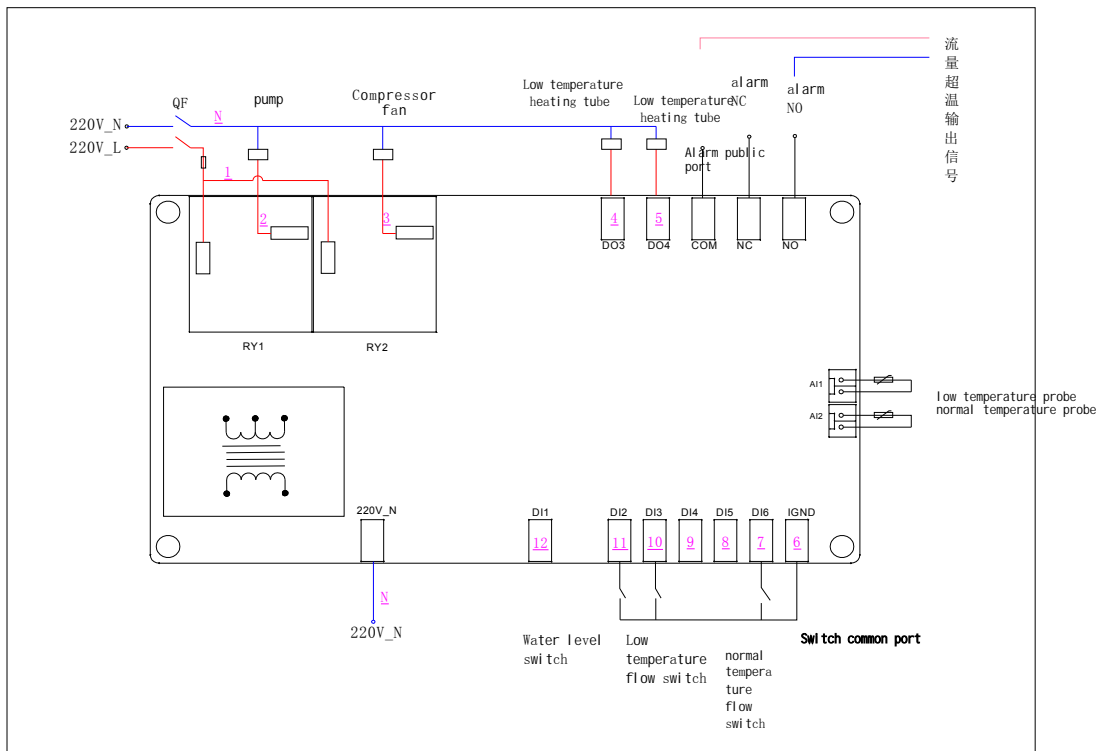 流
量
超
温
输
出
信
号
QF
pump
Compressor
fan
Low temperature
heating tube
Low temperature
heating tube
alarm
NC
alarm
NO
220V_N
N
220V_L
1
Alarm public
port
2
3
4
5
DO3
DO4
COM
NC
NO
RY1
RY2
AI1
AI2
low temperature probe
normal temperature probe
220V_N
DI1
DI2
DI3
DI4
DI5
DI6
IGND
12
11
10
9
8
7
6
N
220V_N
Water level
switch
Low
temperature
flow switch
normal
tempera
ture
flow
switch
Switch common port